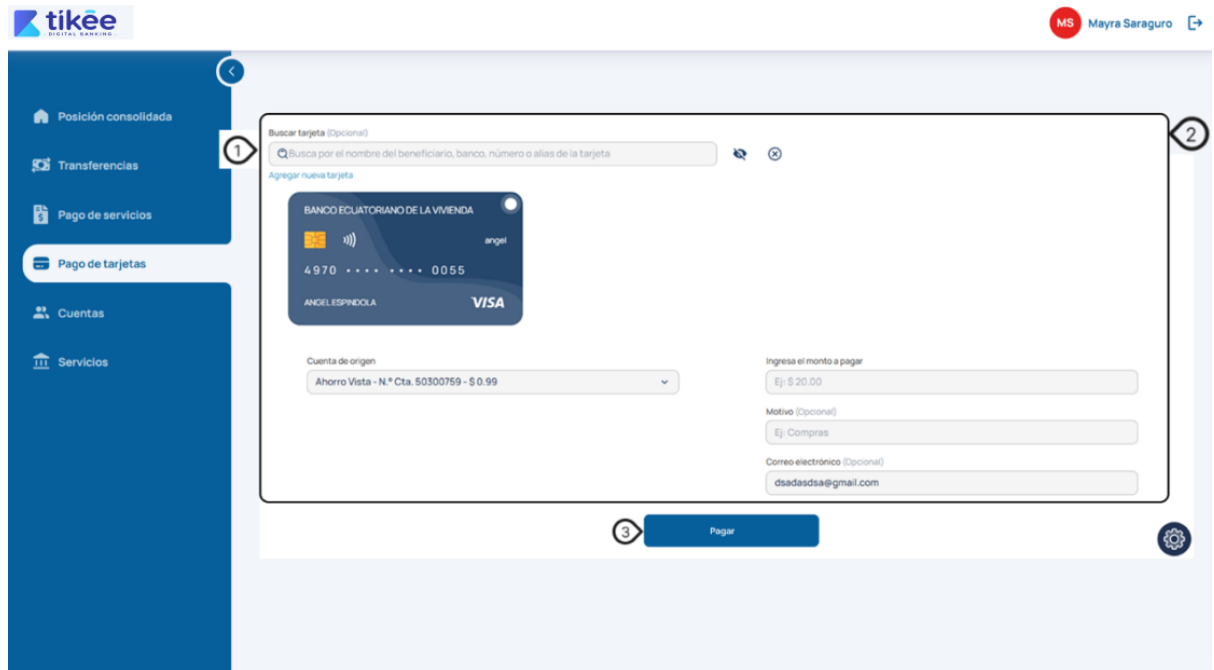 tikēe
DIGITAL BANKING
MS Mayra Saraguro
Posición consolidada
Transferencias
Pago de servicios
Pago de tarjetas
Cuentas
Servicios
2
Buscar tarjeta (Opcional)
1
Busca por el nombre del beneficiario, banco, número o alias de la tarjeta
Agregar nueva tarjeta
BANCO ECUATORIANO DE LA VIVIENDA
angel
4970 •••• •••• 0055
ANGEL ESPINDOLA VISA
Cuenta de origen
Ahorro Vista - N.° Cta. 50300759 - $ 0.99
Ingresa el monto a pagar
Ej: $ 20.00
Motivo (Opcional)
Ej: Compras
Correo electrónico (Opcional)
dsadasdsa@gmail.com
3
Pagar